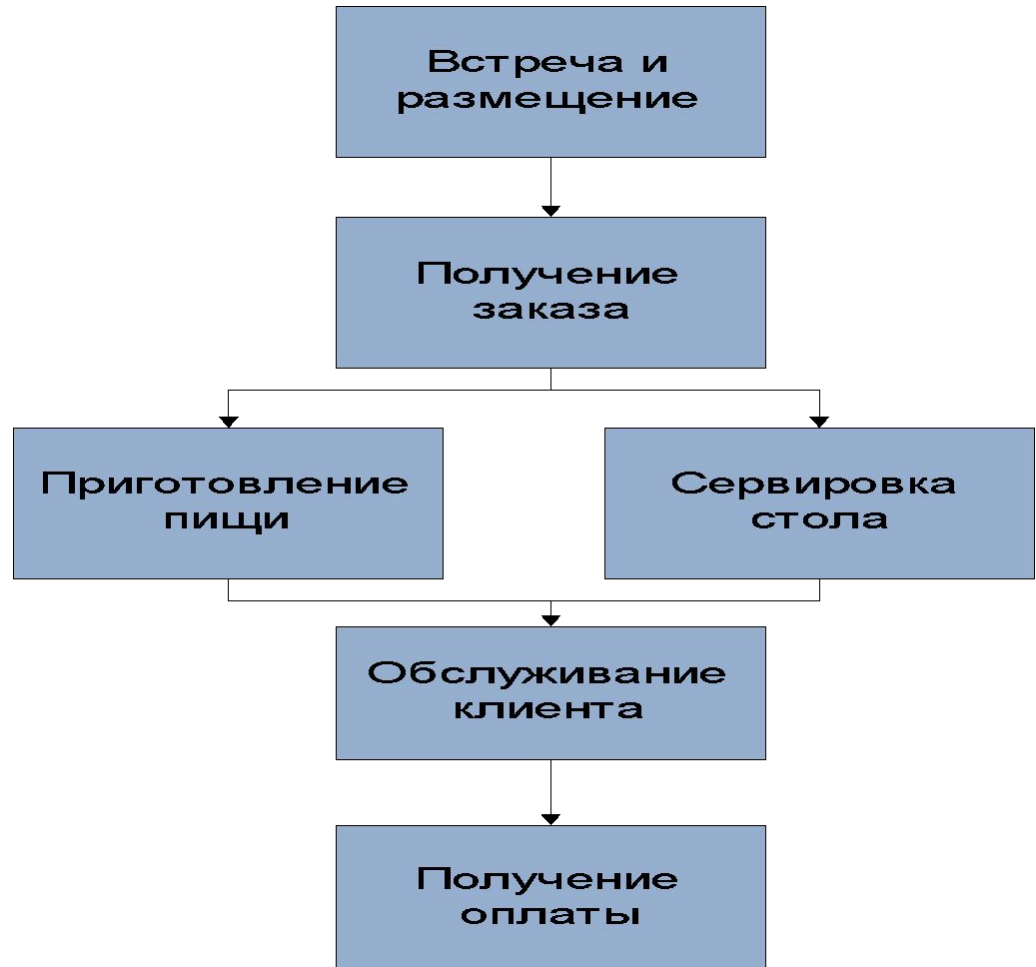 Встреча и
размещение
Получение
заказа
Приготовление
пищи
Сервировка
стола
Обслуживание
клиента
Получение
оплаты